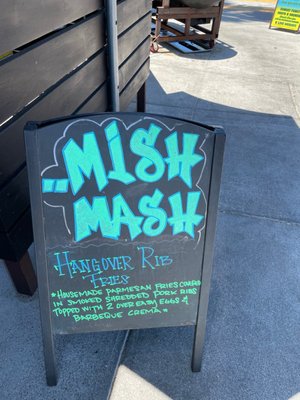 "MISH
MASH
HANGOVER RIB
FRIES
*HOUSEMADE PARMESAN FRIES COVERED
IN SMOKED SHREDDED PORK RIBS
TOPPED WITH 2 OVER EASY EGGS &
BARBEQUE CREMA *